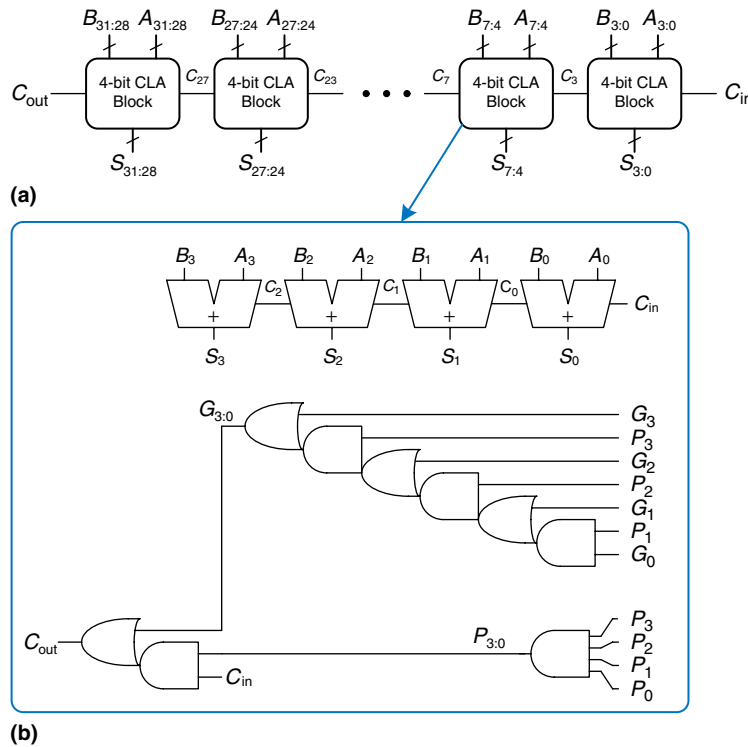 B31:28 A31:28 B27:24 A27:24 B7:4 A7:4 B3:0 A3:0
Cout 4-bit CLA Block C27 4-bit CLA Block C23 • • • C7 4-bit CLA Block C3 4-bit CLA Block Cin
S31:28 S27:24 S7:4 S3:0
(a)
B3 A3 B2 A2 B1 A1 B0 A0
C2 C1 C0 Cin
+ + + +
S3 S2 S1 S0
G3:0 G3
P3
G2
P2
G1
P1
G0
P3
Cout P3:0 P2
P1
Cin P0
(b)